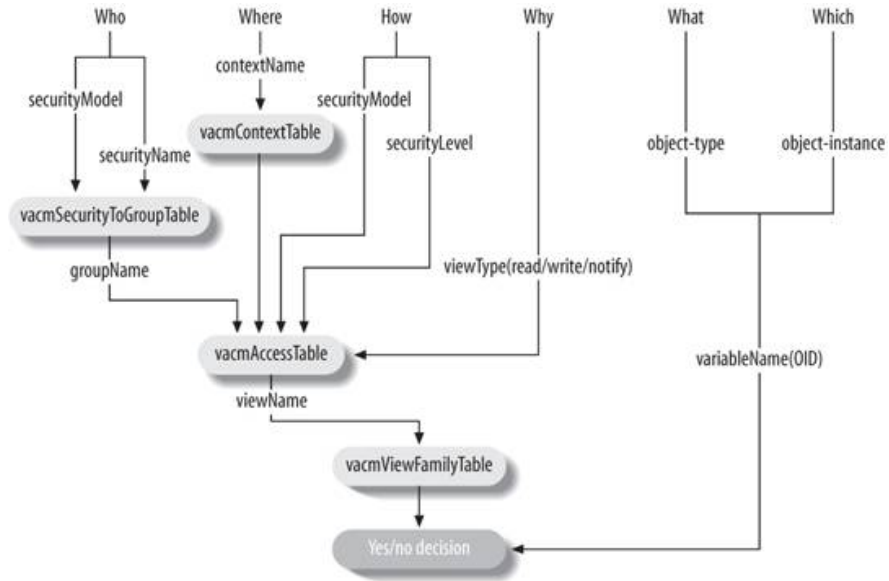 Who
Where
How
Why
What
Which
contextName
securityModel
securityModel
vacmContextTable
securityLevel
object-type
object-instance
securityName
vacmSecurityToGroupTable
groupName
viewType(read/write/notify)
vacmAccessTable
variableName(OID)
viewName
vacmViewFamilyTable
Yes/no decision